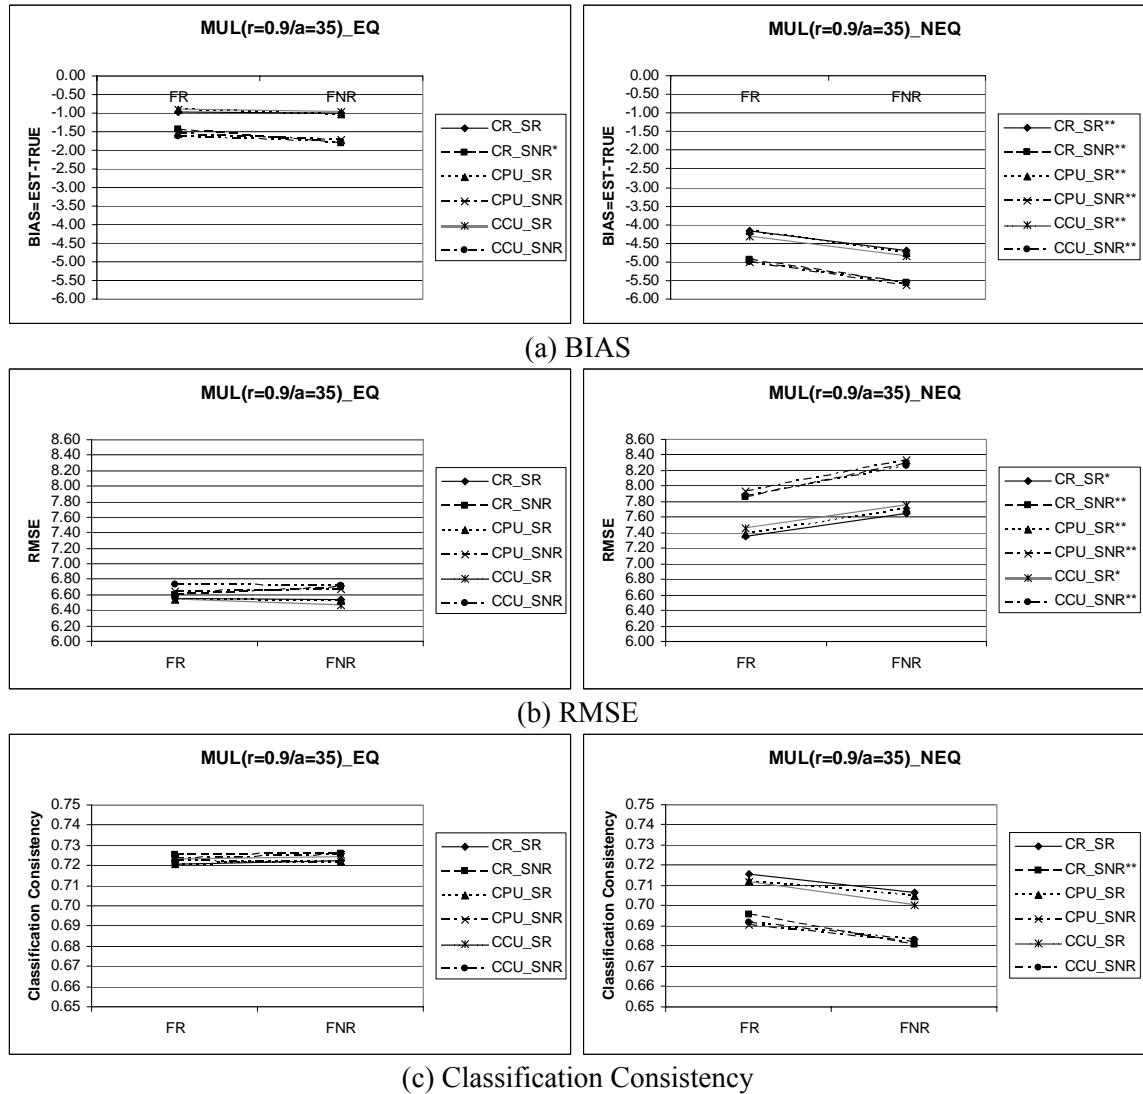 MUL(r=0.9/a=35)_EQ
BIAS=EST-TRUE
0.00
-0.50
-1.00
-1.50
-2.00
-2.50
-3.00
-3.50
-4.00
-4.50
-5.00
-5.50
-6.00
FR
FNR
CR_SR
CR_SNR*
CPU_SR
CPU_SNR
CCU_SR
CCU_SNR
MUL(r=0.9/a=35)_NEQ
BIAS=EST-TRUE
0.00
-0.50
-1.00
-1.50
-2.00
-2.50
-3.00
-3.50
-4.00
-4.50
-5.00
-5.50
-6.00
FR
FNR
CR_SR**
CR_SNR**
CPU_SR**
CPU_SNR**
CCU_SR**
CCU_SNR**
(a) BIAS
MUL(r=0.9/a=35)_EQ
RMSE
8.60
8.40
8.20
8.00
7.80
7.60
7.40
7.20
7.00
6.80
6.60
6.40
6.20
6.00
FR
FNR
CR_SR
CR_SNR
CPU_SR
CPU_SNR
CCU_SR
CCU_SNR
MUL(r=0.9/a=35)_NEQ
RMSE
8.60
8.40
8.20
8.00
7.80
7.60
7.40
7.20
7.00
6.80
6.60
6.40
6.20
6.00
FR
FNR
CR_SR*
CR_SNR**
CPU_SR**
CPU_SNR**
CCU_SR*
CCU_SNR**
(b) RMSE
MUL(r=0.9/a=35)_EQ
Classification Consistency
0.75
0.74
0.73
0.72
0.71
0.70
0.69
0.68
0.67
0.66
0.65
FR
FNR
CR_SR
CR_SNR
CPU_SR
CPU_SNR
CCU_SR
CCU_SNR
MUL(r=0.9/a=35)_NEQ
Classification Consistency
0.75
0.74
0.73
0.72
0.71
0.70
0.69
0.68
0.67
0.66
0.65
FR
FNR
CR_SR
CR_SNR**
CPU_SR
CPU_SNR
CCU_SR
CCU_SNR
(c) Classification Consistency